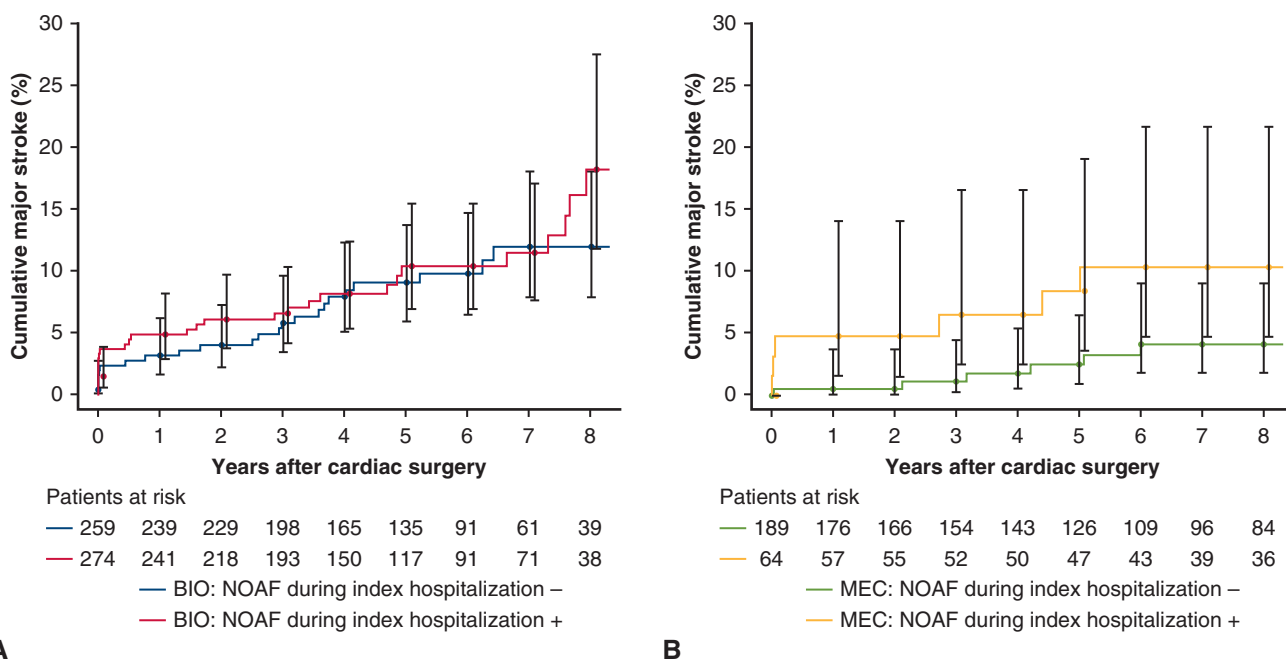 30
25
20
15
10
5
0
Cumulative major stroke (%)
0 1 2 3 4 5 6 7 8
Years after cardiac surgery
Patients at risk
259 239 229 198 165 135 91 61 39
274 241 218 193 150 117 91 71 38
BIO: NOAF during index hospitalization –
BIO: NOAF during index hospitalization +
A
30
25
20
15
10
5
0
Cumulative major stroke (%)
0 1 2 3 4 5 6 7 8
Years after cardiac surgery
Patients at risk
189 176 166 154 143 126 109 96 84
64 57 55 52 50 47 43 39 36
MEC: NOAF during index hospitalization –
MEC: NOAF during index hospitalization +
B